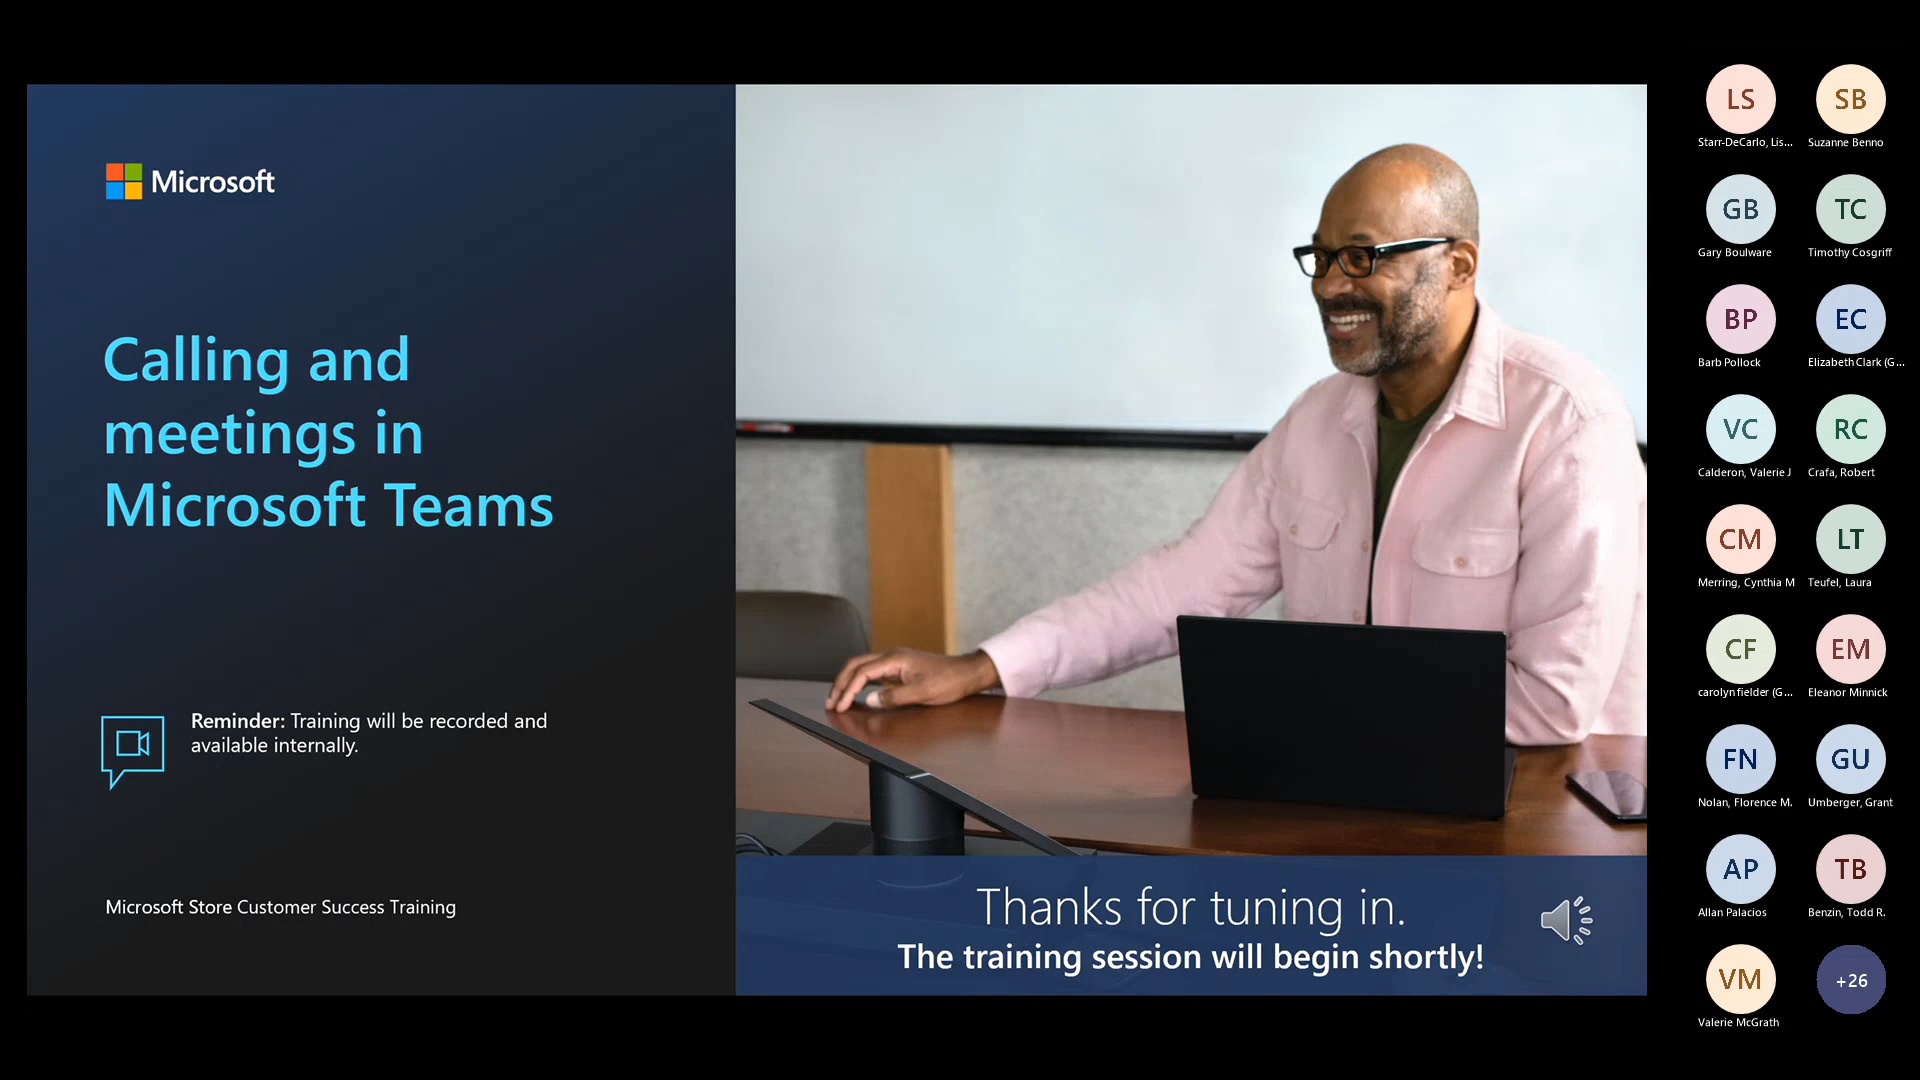 Microsoft
Calling and
meetings in
Microsoft Teams
Reminder: Training will be recorded and
available internally.
Microsoft Store Customer Success Training
Thanks for tuning in.
The training session will begin shortly!
LS
Starr-DeCarlo, Lis...
SB
Suzanne Benno
GB
Gary Boulware
TC
Timothy Cosgriff
BP
Barb Pollock
EC
Elizabeth Clark (G...
VC
Calderon, Valerie J
RC
Crafa, Robert
CM
Merring, Cynthia M
LT
Teufel, Laura
CF
carolyn fielder (G...
EM
Eleanor Minnick
FN
Nolan, Florence M.
GU
Umberger, Grant
AP
Allan Palacios
TB
Benzin, Todd R.
VM
Valerie McGrath
+26